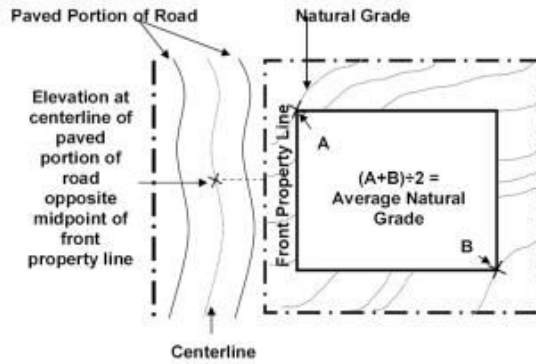 Paved Portion of Road
Natural Grade
Elevation at
centerline of
paved
portion of
road
opposite
midpoint of
front
property line
Front Property Line
A
(A+B)÷2 =
Average Natural
Grade
B
Centerline